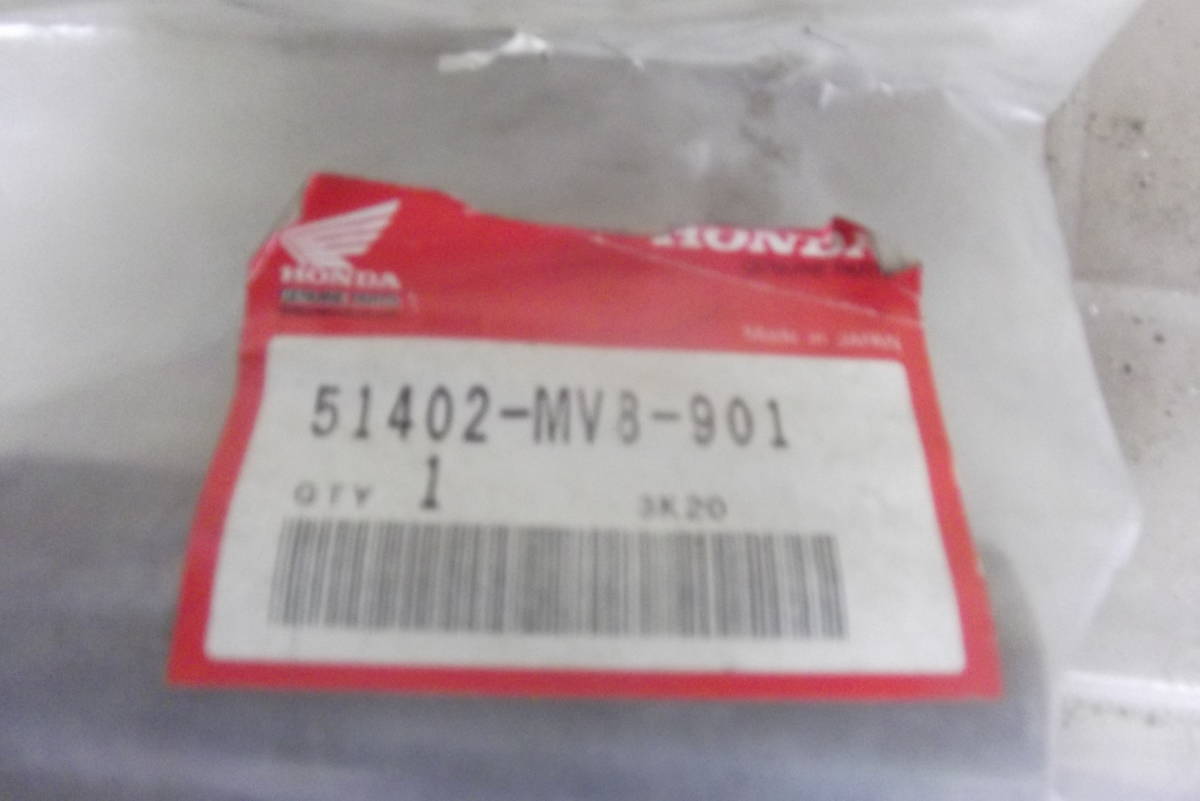 HONDA
HONDA
Made in JAPAN
51402-MV8-901
QTY 1 3K20